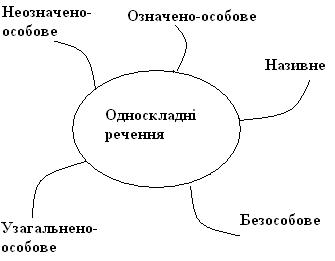 Неозначено-
особове
Означено-особове
Називне
Односкладні
речення
Узагальнено-
особове
Безособове